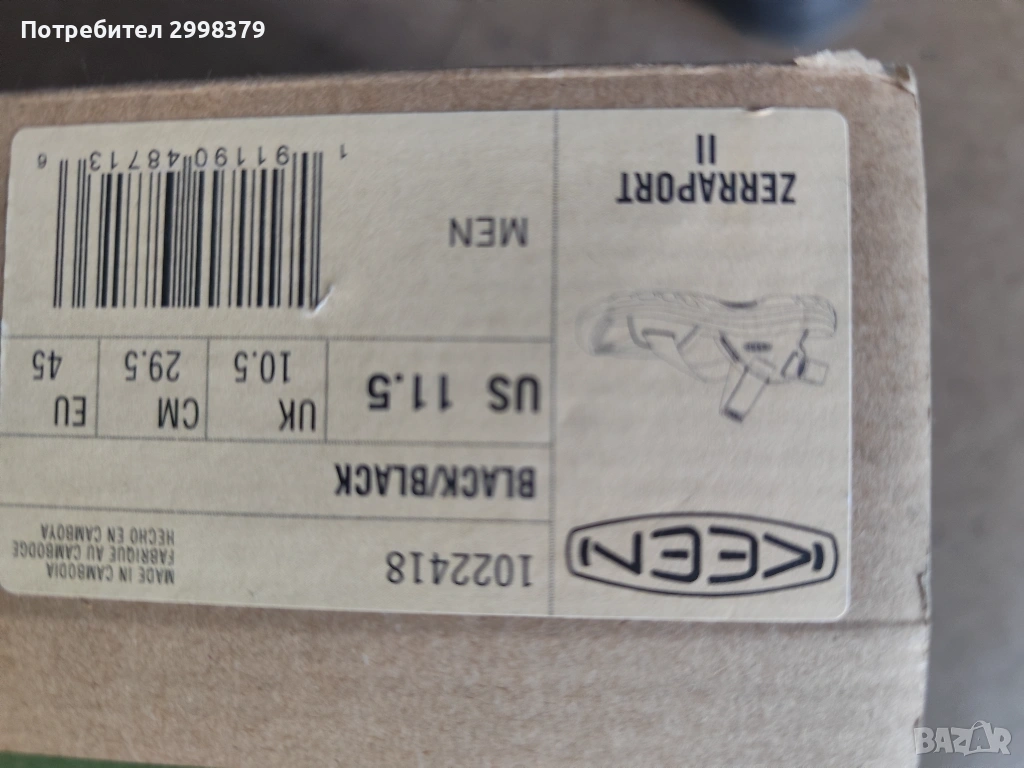 Потребител 2998379
KEEN
1022418
MADE IN CAMBODIA
FABRIQUE AU CAMBODGE
HECHO EN CAMBOYA
BLACK/BLACK
US 11.5
UK
10.5
CM
29.5
EU
45
MEN
1 91190 48713 6
ZERRAPORT
II
BAZAR